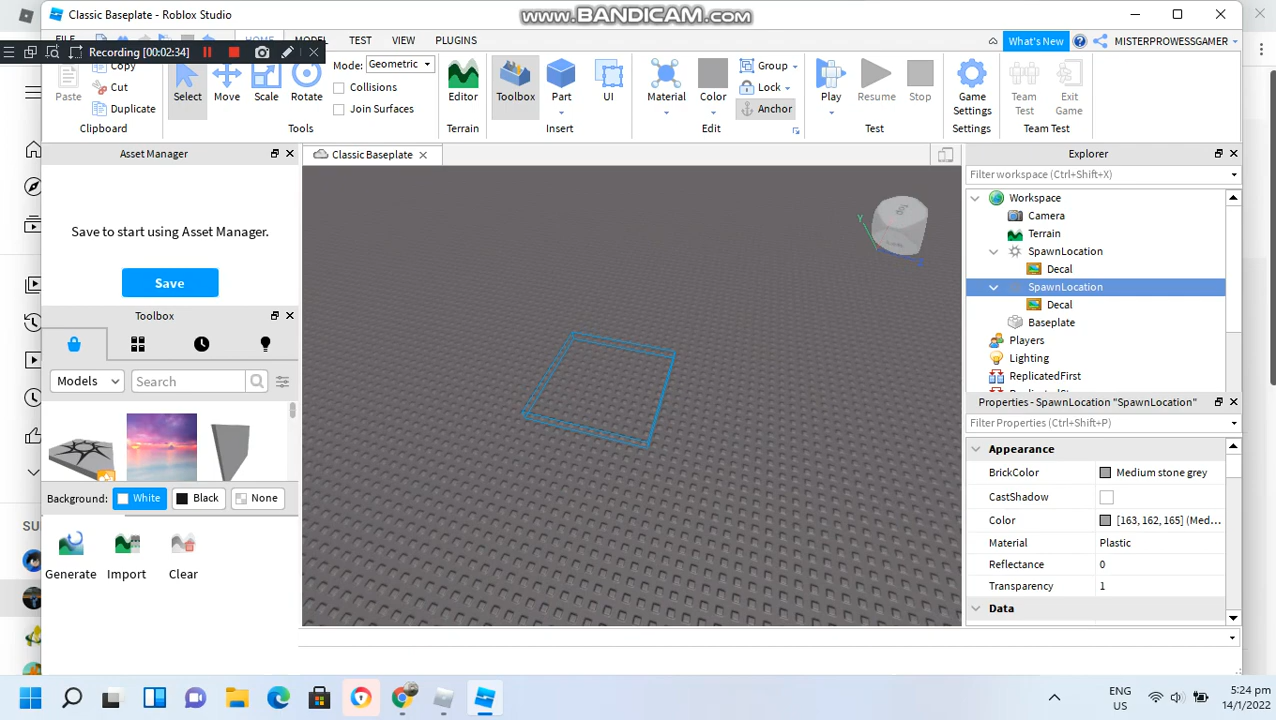 Classic Baseplate - Roblox Studio
www.BANDICAM.com
FILE HOME MODEL TEST VIEW PLUGINS
Recording [00:02:34]
What's New
MISTERPROWESSGAMER
Paste
Copy
Cut
Duplicate
Clipboard
Select
Move
Scale
Rotate
Mode: Geometric
Collisions
Join Surfaces
Tools
Editor
Terrain
Toolbox
Part
UI
Insert
Material
Color
Group
Lock
Anchor
Edit
Play
Resume
Stop
Test
Game
Settings
Settings
Team
Test
Exit
Game
Team Test
Asset Manager
Save to start using Asset Manager.
Save
Toolbox
Models
Search
Background: White Black None
Generate Import Clear
Classic Baseplate
Y
Explorer
Filter workspace (Ctrl+Shift+X)
Workspace
Camera
Terrain
SpawnLocation
Decal
SpawnLocation
Decal
Baseplate
Players
Lighting
ReplicatedFirst
Properties - SpawnLocation "SpawnLocation"
Filter Properties (Ctrl+Shift+P)
Appearance
BrickColor Medium stone grey
CastShadow
Color [163, 162, 165] (Med...
Material Plastic
Reflectance 0
Transparency 1
Data
SU
ENG
US
5:24 pm
14/1/2022